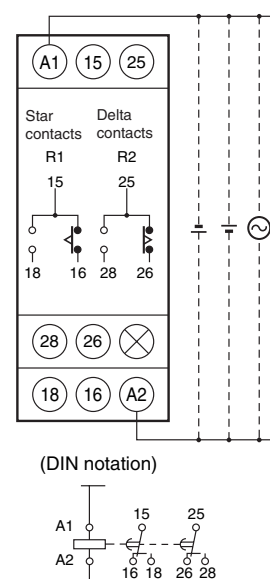 A1 15 25
Star Delta
contacts contacts
R1 R2
15 25
18 16 28 26
28 26
18 16 A2
(DIN notation)
15 25
A1
A2
16 18 26 28